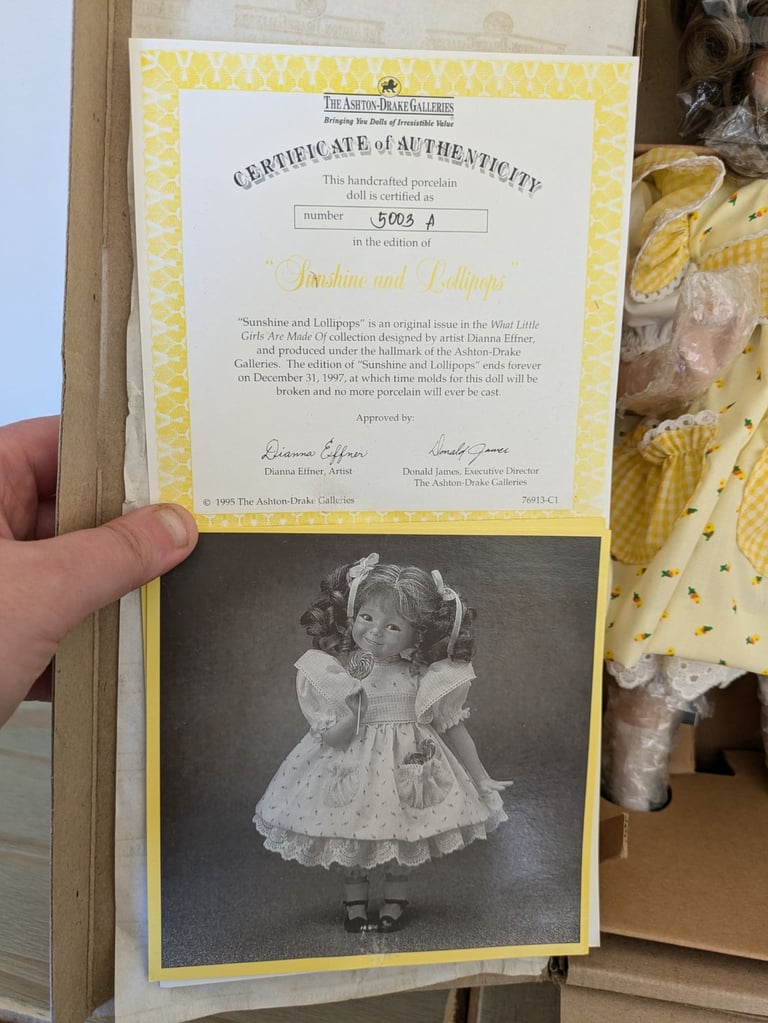 THE ASHTON-DRAKE GALLERIES
Bringing You Dolls of Irresistible Value
CERTIFICATE of AUTHENTICITY
This handcrafted porcelain
doll is certified as
number 5003 A
in the edition of
"Sunshine and Lollipops"
"Sunshine and Lollipops" is an original issue in the What Little
Girls Are Made Of collection designed by artist Dianna Effner,
and produced under the hallmark of the Ashton-Drake
Galleries. The edition of "Sunshine and Lollipops" ends forever
on December 31, 1997, at which time molds for this doll will be
broken and no more porcelain will ever be cast.
Approved by:
Dianna Effner Donald James
Dianna Effner, Artist Donald James, Executive Director
The Ashton-Drake Galleries
© 1995 The Ashton-Drake Galleries 76913-C1